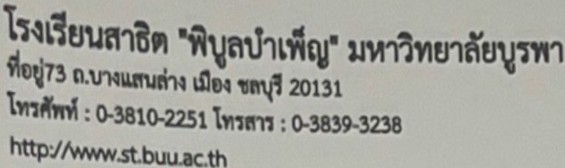 โรงเรียนสาธิต "พิบูลบำเพ็ญ" มหาวิทยาลัยบูรพา
ที่อยู่73 ถ.บางแสนล่าง เมือง ชลบุรี 20131
โทรศัพท์ : 0-3810-2251 โทรสาร : 0-3839-3238
http://www.st.buu.ac.th